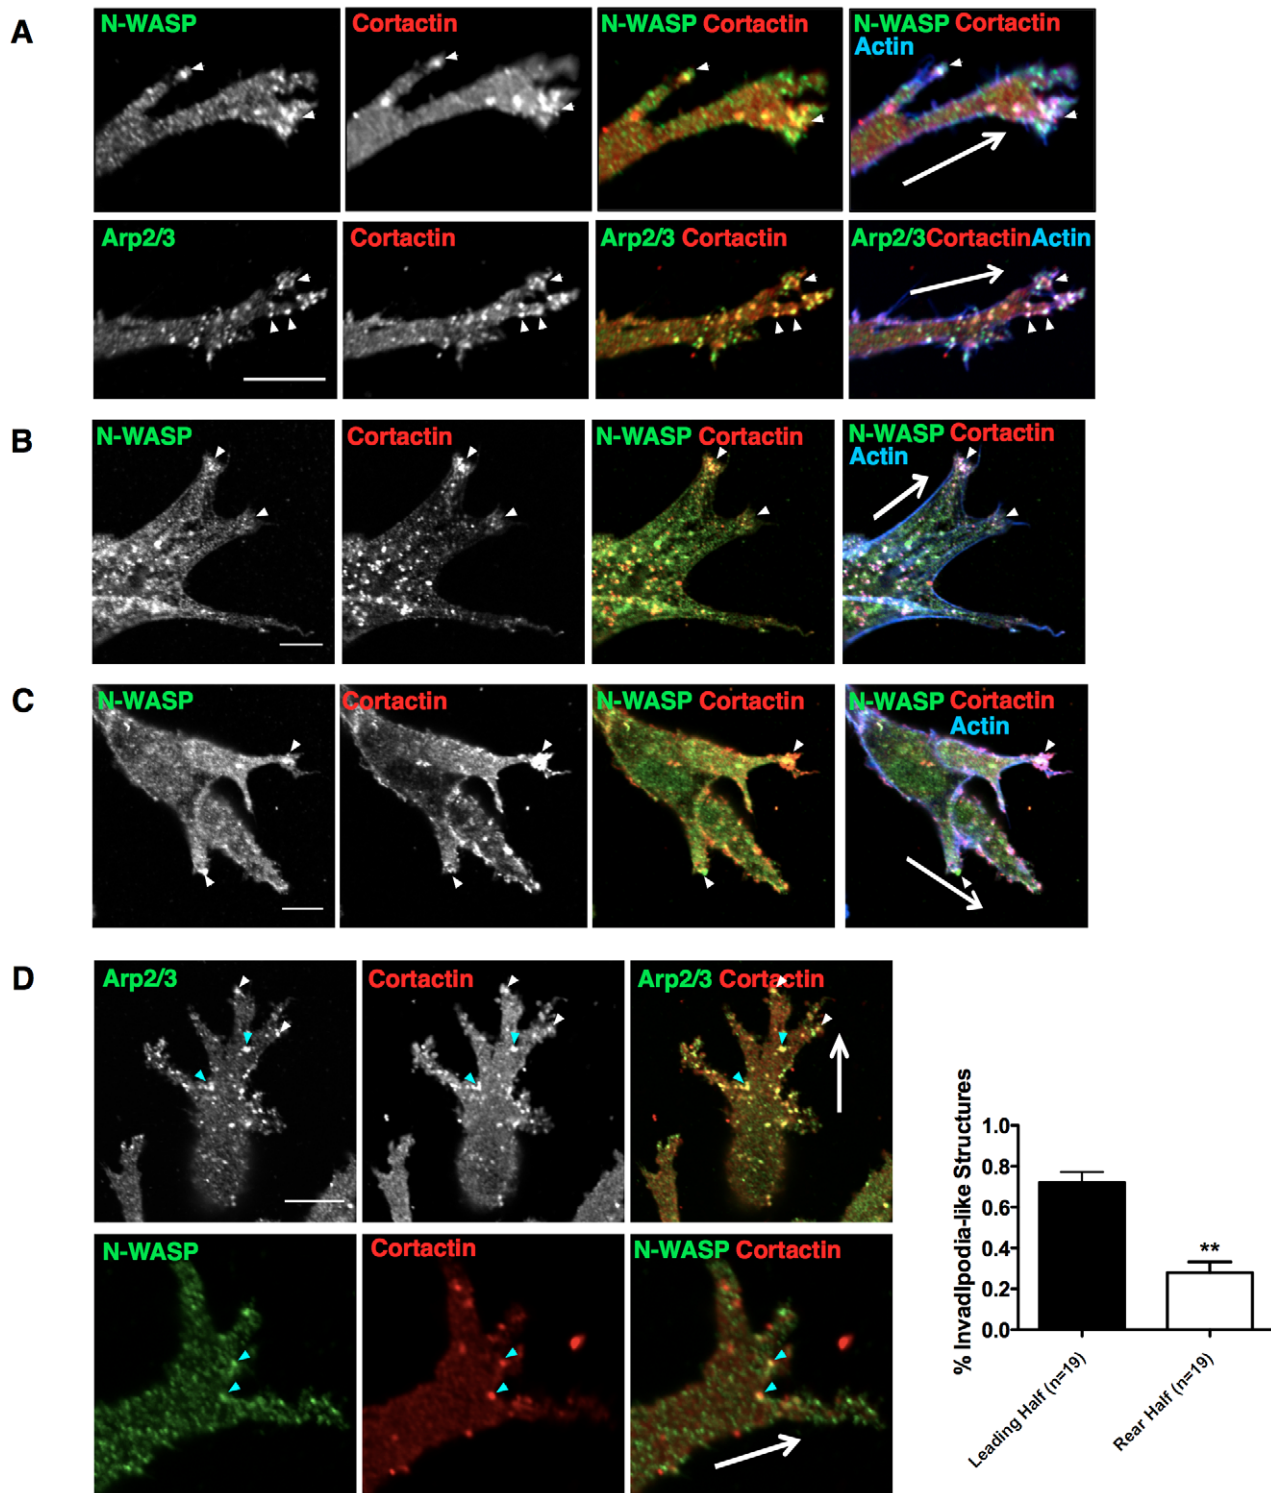 A
N-WASP
Cortactin
N-WASP Cortactin
N-WASP Cortactin
Actin
Arp2/3
Cortactin
Arp2/3 Cortactin
Arp2/3CortactinActin
B
N-WASP
Cortactin
N-WASP Cortactin
N-WASP Cortactin
Actin
C
N-WASP
Cortactin
N-WASP Cortactin
N-WASP Cortactin
Actin
D
Arp2/3
Cortactin
Arp2/3 Cortactin
N-WASP
Cortactin
N-WASP Cortactin
% Invadlpodia-like Structures
1.0
0.8
0.6
0.4
0.2
0.0
**
Leading Half (n=19)
Rear Half (n=19)